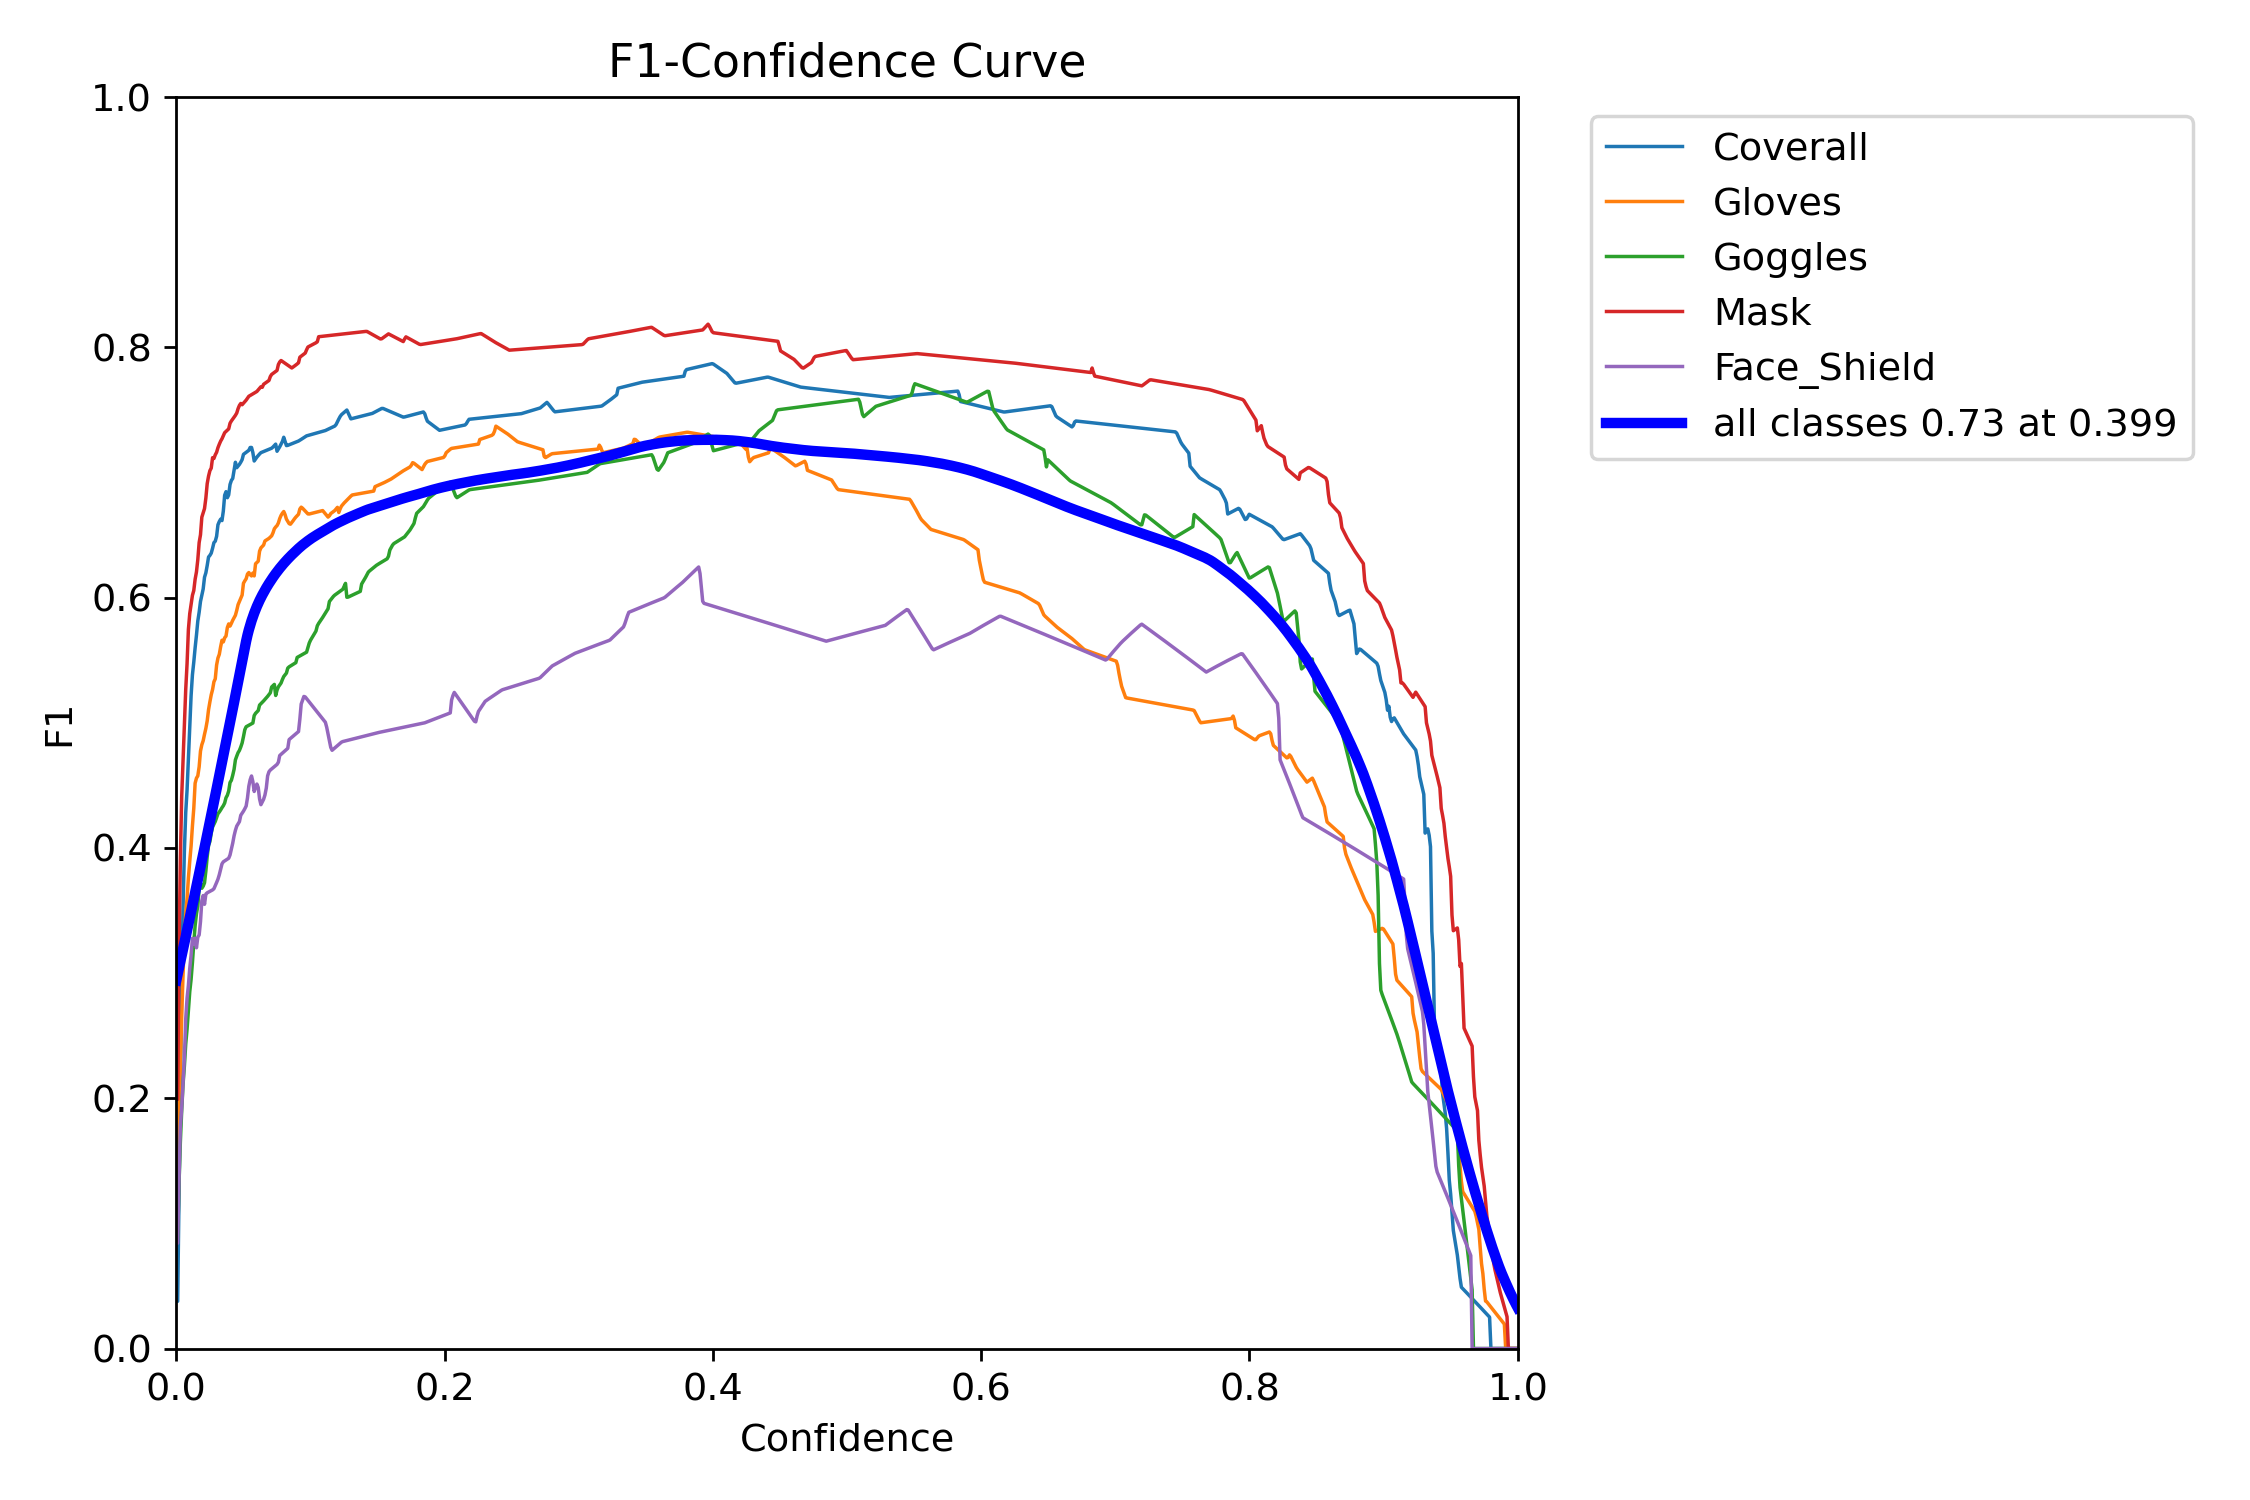 F1-Confidence Curve
1.0
0.8
0.6
0.4
0.2
0.0
F1
0.0 0.2 0.4 0.6 0.8 1.0
Confidence
Coverall
Gloves
Goggles
Mask
Face_Shield
all classes 0.73 at 0.399